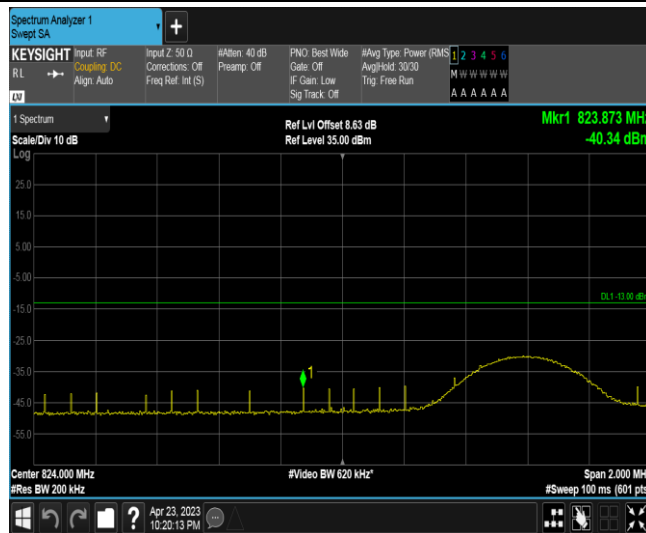 Spectrum Analyzer 1
Swept SA
+
KEYSIGHT
RL
LXI
Input: RF
Coupling: DC
Align: Auto
Input Z: 50 Ω
Corrections: Off
Freq Ref: Int (S)
#Atten: 40 dB
Preamp: Off
PNO: Best Wide
Gate: Off
IF Gain: Low
Sig Track: Off
#Avg Type: Power (RMS
Avg|Hold: 30/30
Trig: Free Run
1 2 3 4 5 6
M W W W W W
A A A A A A
1 Spectrum
Scale/Div 10 dB
Ref Lvl Offset 8.63 dB
Ref Level 35.00 dBm
Mkr1 823.873 MHz
-40.34 dBm
Log
25.0
15.0
5.00
-5.00
DL1 -13.00 dBm
-15.0
-25.0
-35.0
1
-45.0
-55.0
Center 824.000 MHz
#Video BW 620 kHz*
Span 2.000 MHz
#Res BW 200 kHz
#Sweep 100 ms (601 pts)
?
Apr 23, 2023
10:20:13 PM